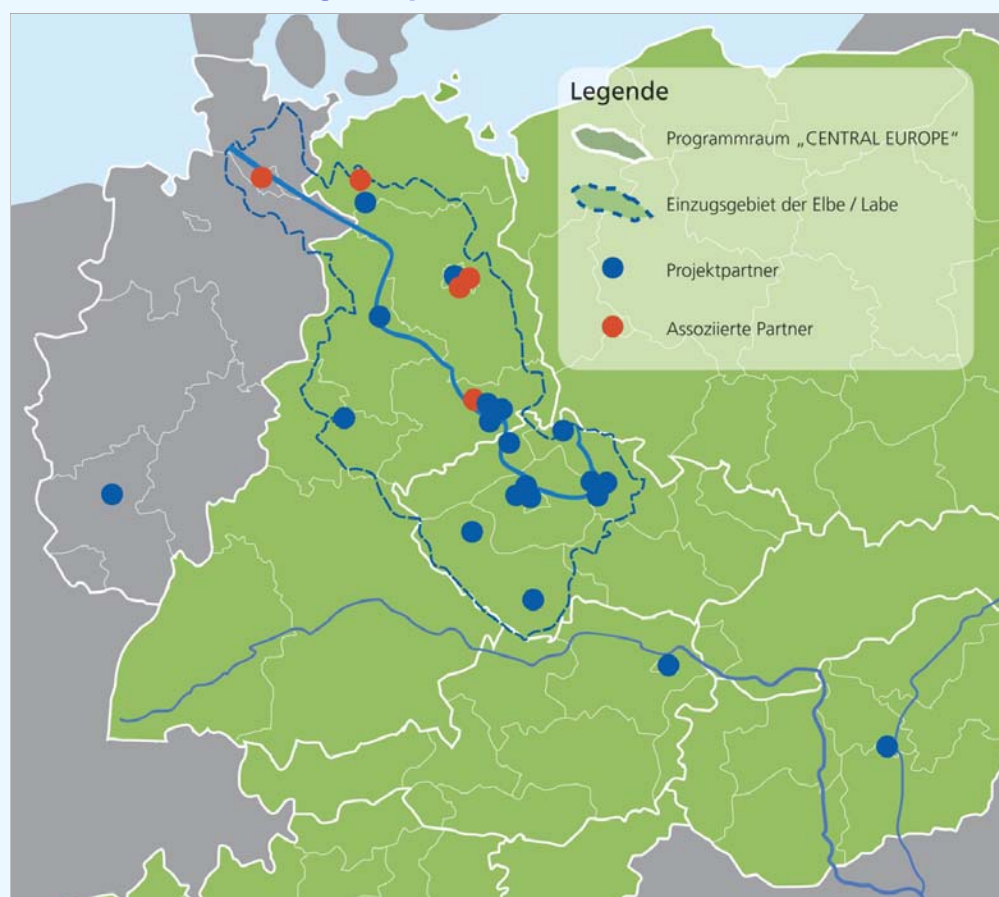 Legende
Programmraum „CENTRAL EUROPE“
Einzugsgebiet der Elbe / Labe
Projektpartner
Assoziierte Partner